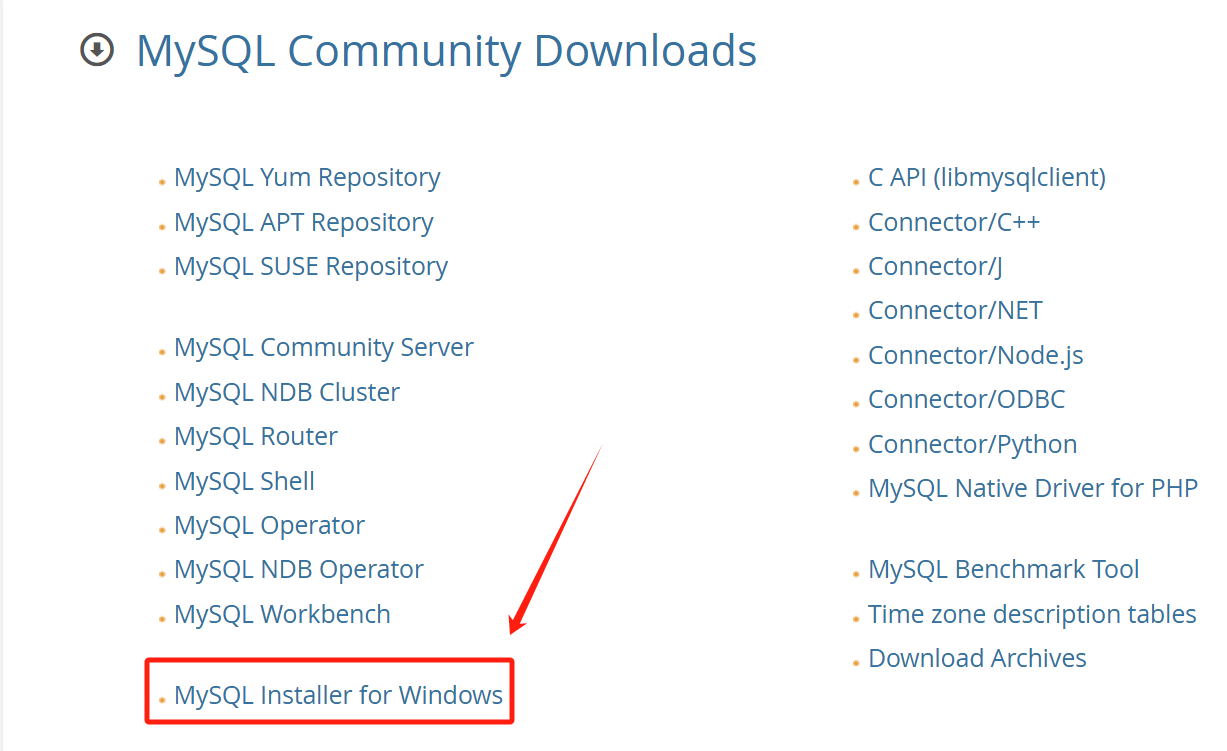 MySQL Community Downloads
MySQL Yum Repository
MySQL APT Repository
MySQL SUSE Repository
MySQL Community Server
MySQL NDB Cluster
MySQL Router
MySQL Shell
MySQL Operator
MySQL NDB Operator
MySQL Workbench
MySQL Installer for Windows
C API (libmysqlclient)
Connector/C++
Connector/J
Connector/NET
Connector/Node.js
Connector/ODBC
Connector/Python
MySQL Native Driver for PHP
MySQL Benchmark Tool
Time zone description tables
Download Archives